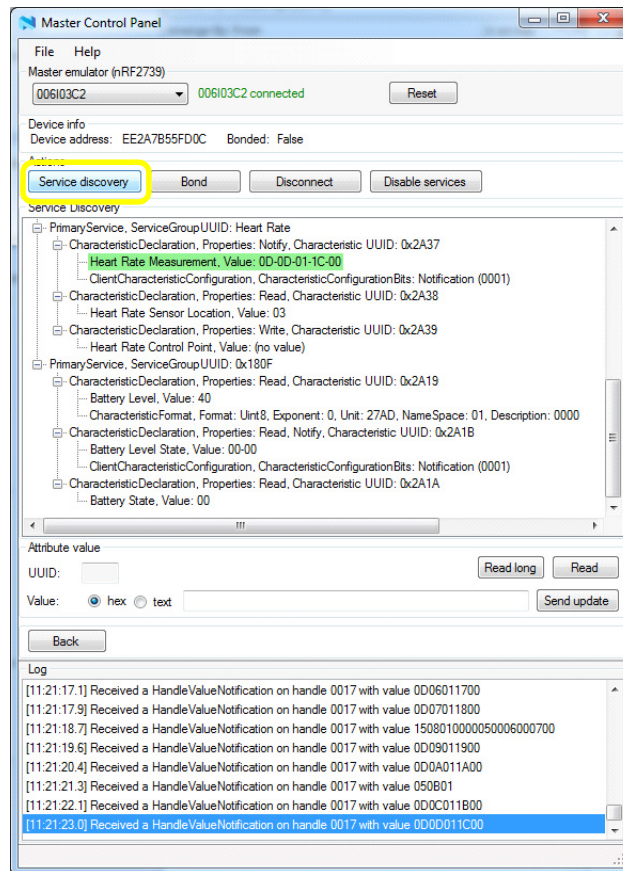 Master Control Panel
File Help
Master emulator (nRF2739)
006I03C2 006I03C2 connected Reset
Device info
Device address: EE2A7B55FD0C Bonded: False
Actions
Service discovery Bond Disconnect Disable services
Service Discovery
PrimaryService, ServiceGroupUUID: Heart Rate
CharacteristicDeclaration, Properties: Notify, Characteristic UUID: 0x2A37
Heart Rate Measurement, Value: 0D-0D-01-1C-00
ClientCharacteristicConfiguration, CharacteristicConfigurationBits: Notification (0001)
CharacteristicDeclaration, Properties: Read, Characteristic UUID: 0x2A38
Heart Rate Sensor Location, Value: 03
CharacteristicDeclaration, Properties: Write, Characteristic UUID: 0x2A39
Heart Rate Control Point, Value: (no value)
PrimaryService, ServiceGroupUUID: 0x180F
CharacteristicDeclaration, Properties: Read, Characteristic UUID: 0x2A19
Battery Level, Value: 40
CharacteristicFormat, Format: Uint8, Exponent: 0, Unit: 27AD, NameSpace: 01, Description: 0000
CharacteristicDeclaration, Properties: Read, Notify, Characteristic UUID: 0x2A1B
Battery Level State, Value: 00-00
ClientCharacteristicConfiguration, CharacteristicConfigurationBits: Notification (0001)
CharacteristicDeclaration, Properties: Read, Characteristic UUID: 0x2A1A
Battery State, Value: 00
Attribute value
UUID: Read long Read
Value: hex text Send update
Back
Log
[11:21:17.1] Received a HandleValueNotification on handle 0017 with value 0D06011700
[11:21:17.9] Received a HandleValueNotification on handle 0017 with value 0D07011800
[11:21:18.7] Received a HandleValueNotification on handle 0017 with value 1508010000050006000700
[11:21:19.6] Received a HandleValueNotification on handle 0017 with value 0D09011900
[11:21:20.4] Received a HandleValueNotification on handle 0017 with value 0D0A011A00
[11:21:21.3] Received a HandleValueNotification on handle 0017 with value 050B01
[11:21:22.1] Received a HandleValueNotification on handle 0017 with value 0D0C011B00
[11:21:23.0] Received a HandleValueNotification on handle 0017 with value 0D0D011C00